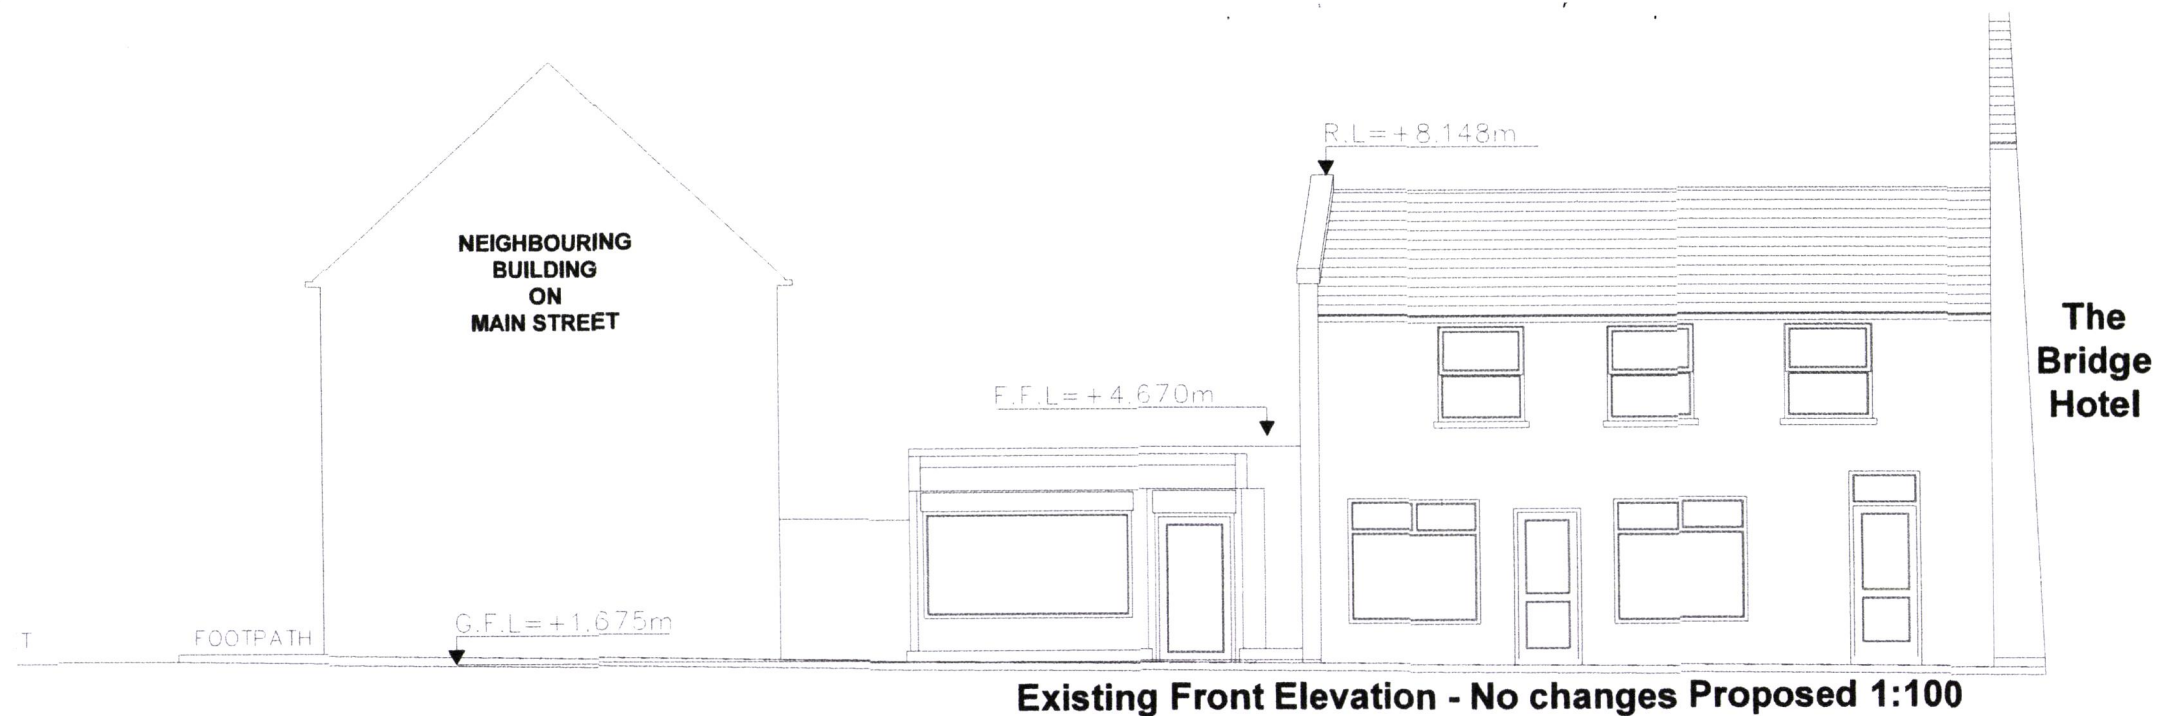 R.L=+8.148m
NEIGHBOURING
BUILDING
ON
MAIN STREET
The
Bridge
Hotel
F.F.L=+4.670m
G.F.L=+1.675m
T
FOOTPATH
Existing Front Elevation - No changes Proposed 1:100